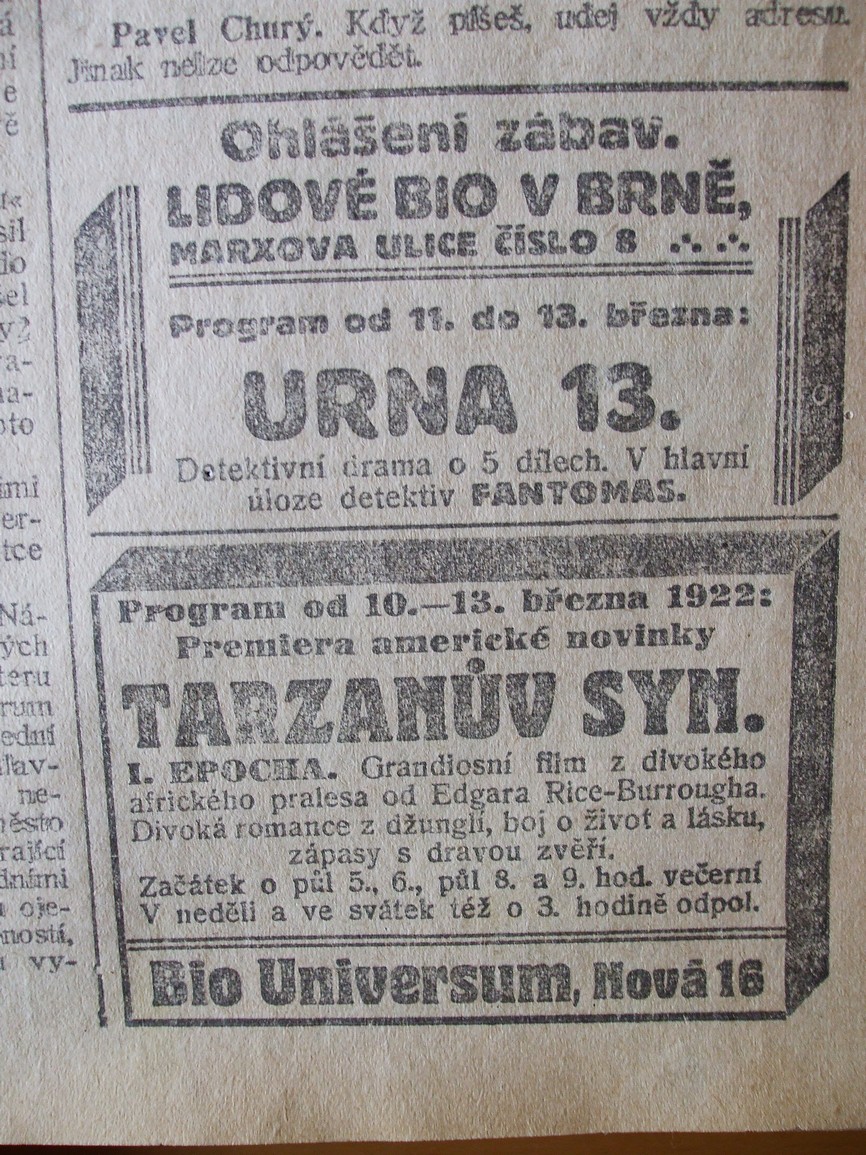 Pavel Churý. Když píšeš, udej vždy adresu.
Jinak nelze odpovědět.
Ohlášení zábav.
LIDOVÉ BIO V BRNĚ,
MARXOVA ULICE ČÍSLO 8
Program od 11. do 13. března:
URNA 13.
Detektivní drama o 5 dílech. V hlavní
úloze detektiv FANTOMAS.
Program od 10.—13. března 1922:
Premiera americké novinky
TARZANŮV SYN.
I. EPOCHA. Grandiosní film z divokého
afrického pralesa od Edgara Rice-Burrougha.
Divoká romance z džunglí, boj o život a lásku,
zápasy s dravou zvěří.
Začátek o půl 5., 6., půl 8. a 9. hod. večerní
V neděli a ve svátek též o 3. hodině odpol.
Bio Universum, Nová 16